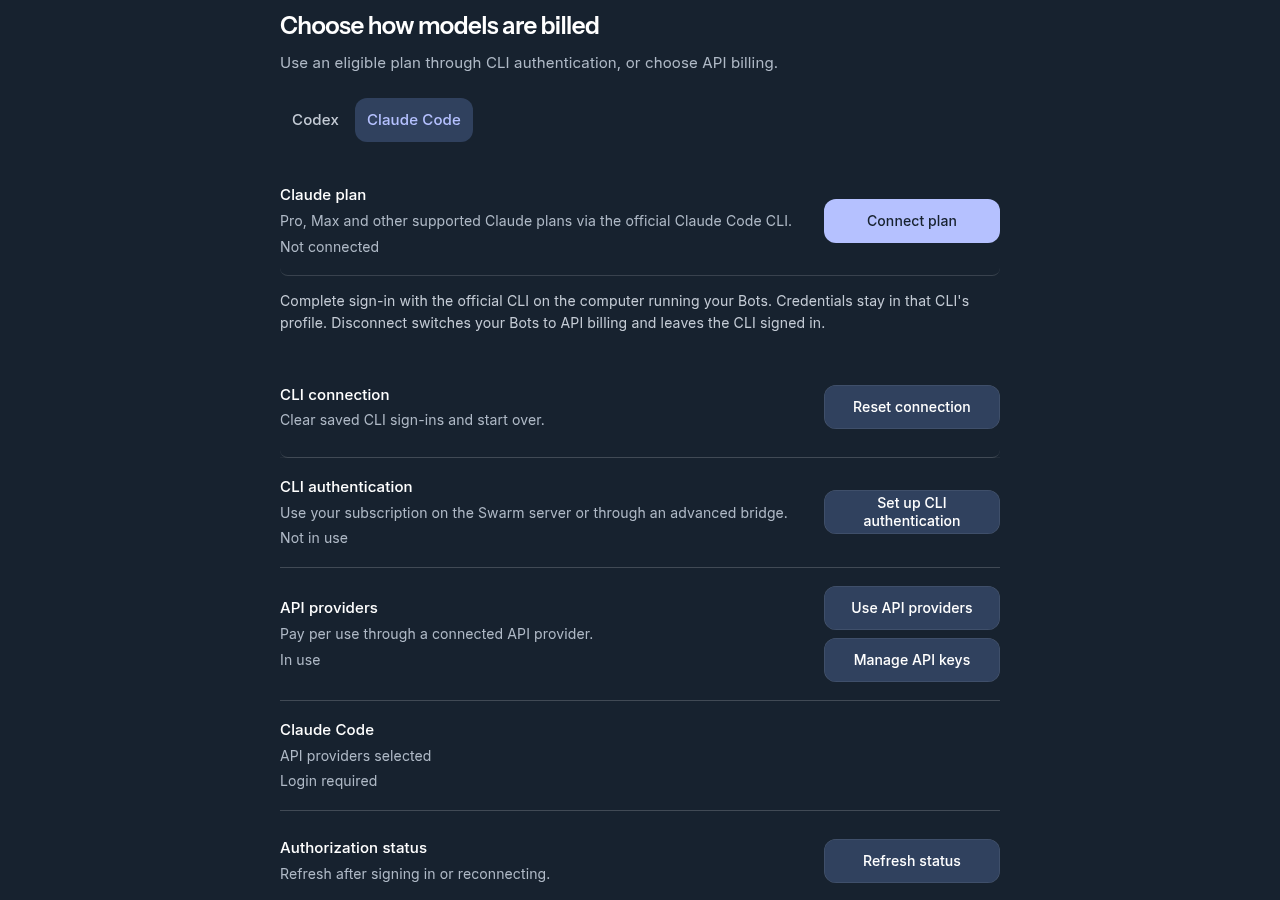 Choose how models are billed
Use an eligible plan through CLI authentication, or choose API billing.
Codex
Claude Code
Claude plan
Pro, Max and other supported Claude plans via the official Claude Code CLI.
Not connected
Connect plan
Complete sign-in with the official CLI on the computer running your Bots. Credentials stay in that CLI's
profile. Disconnect switches your Bots to API billing and leaves the CLI signed in.
CLI connection
Clear saved CLI sign-ins and start over.
Reset connection
CLI authentication
Use your subscription on the Swarm server or through an advanced bridge.
Not in use
Set up CLI
authentication
API providers
Pay per use through a connected API provider.
In use
Use API providers
Manage API keys
Claude Code
API providers selected
Login required
Authorization status
Refresh after signing in or reconnecting.
Refresh status